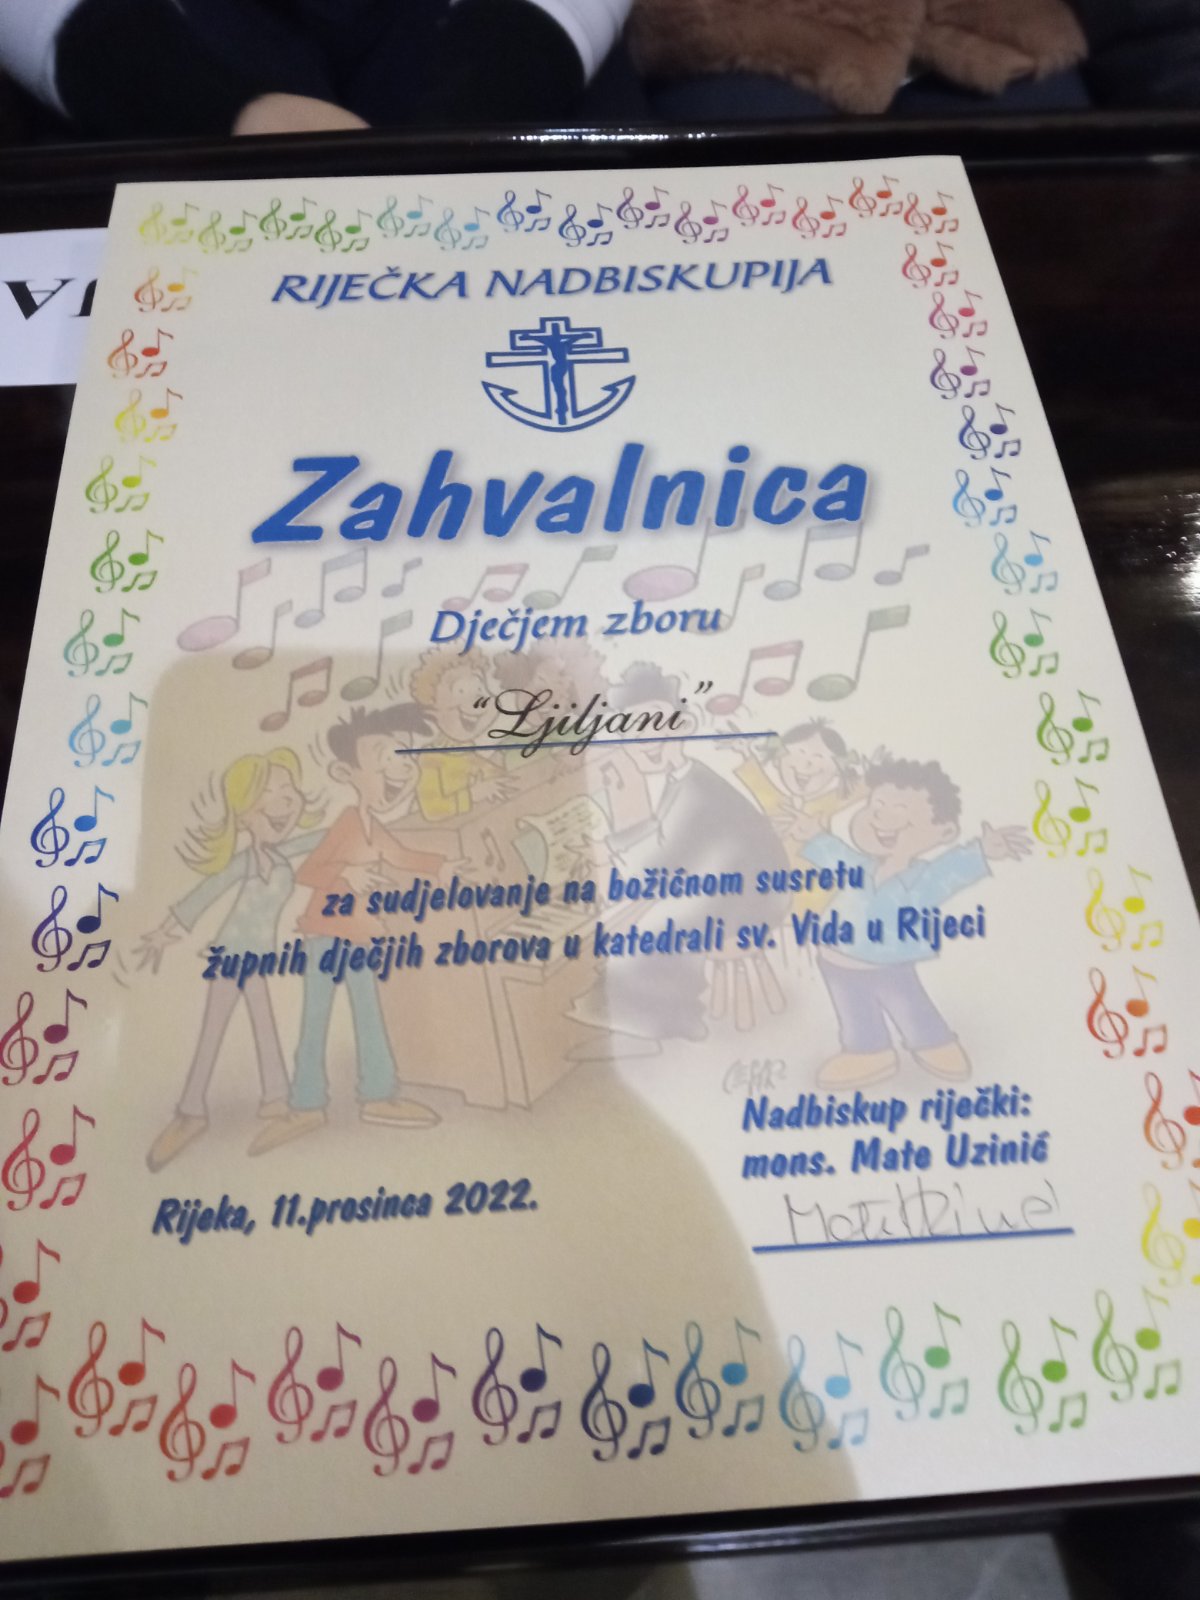 RIJEČKA NADBISKUPIJA
Zahvalnica
Dječjem zboru
“Ljiljani”
za sudjelovanje na božićnom susretu
župnih dječjih zborova u katedrali sv. Vida u Rijeci
Nadbiskup riječki:
mons. Mate Uzinić
Rijeka, 11.prosinca 2022.